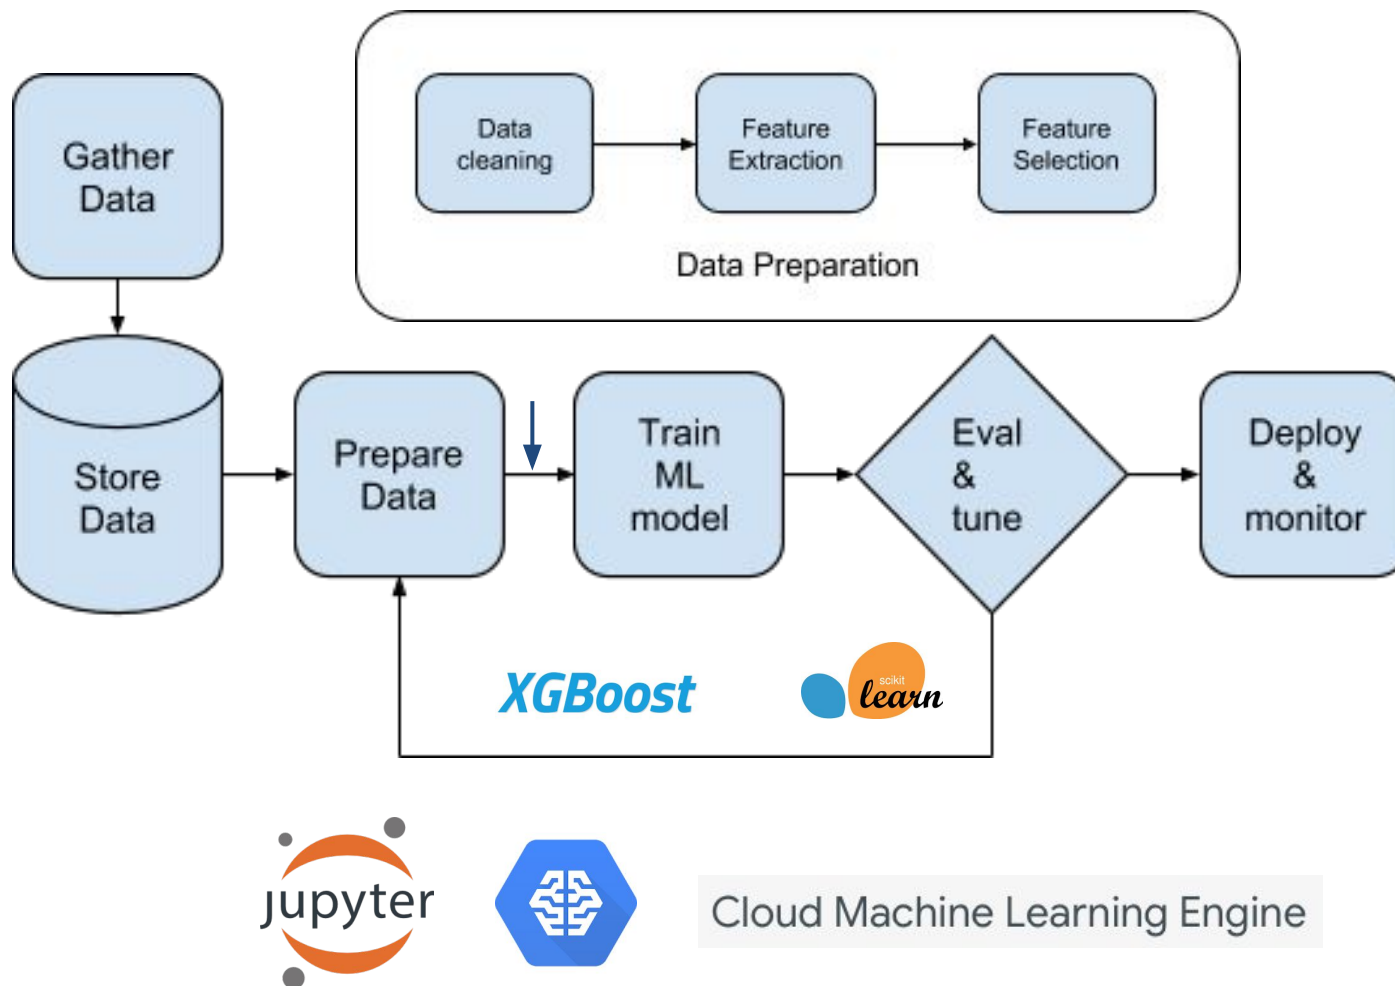 Gather
Data
Data
cleaning
Feature
Extraction
Feature
Selection
Data Preparation
Store
Data
Prepare
Data
Train
ML
model
Eval
&
tune
Deploy
&
monitor
XGBoost
scikit
learn
jupyter
Cloud Machine Learning Engine